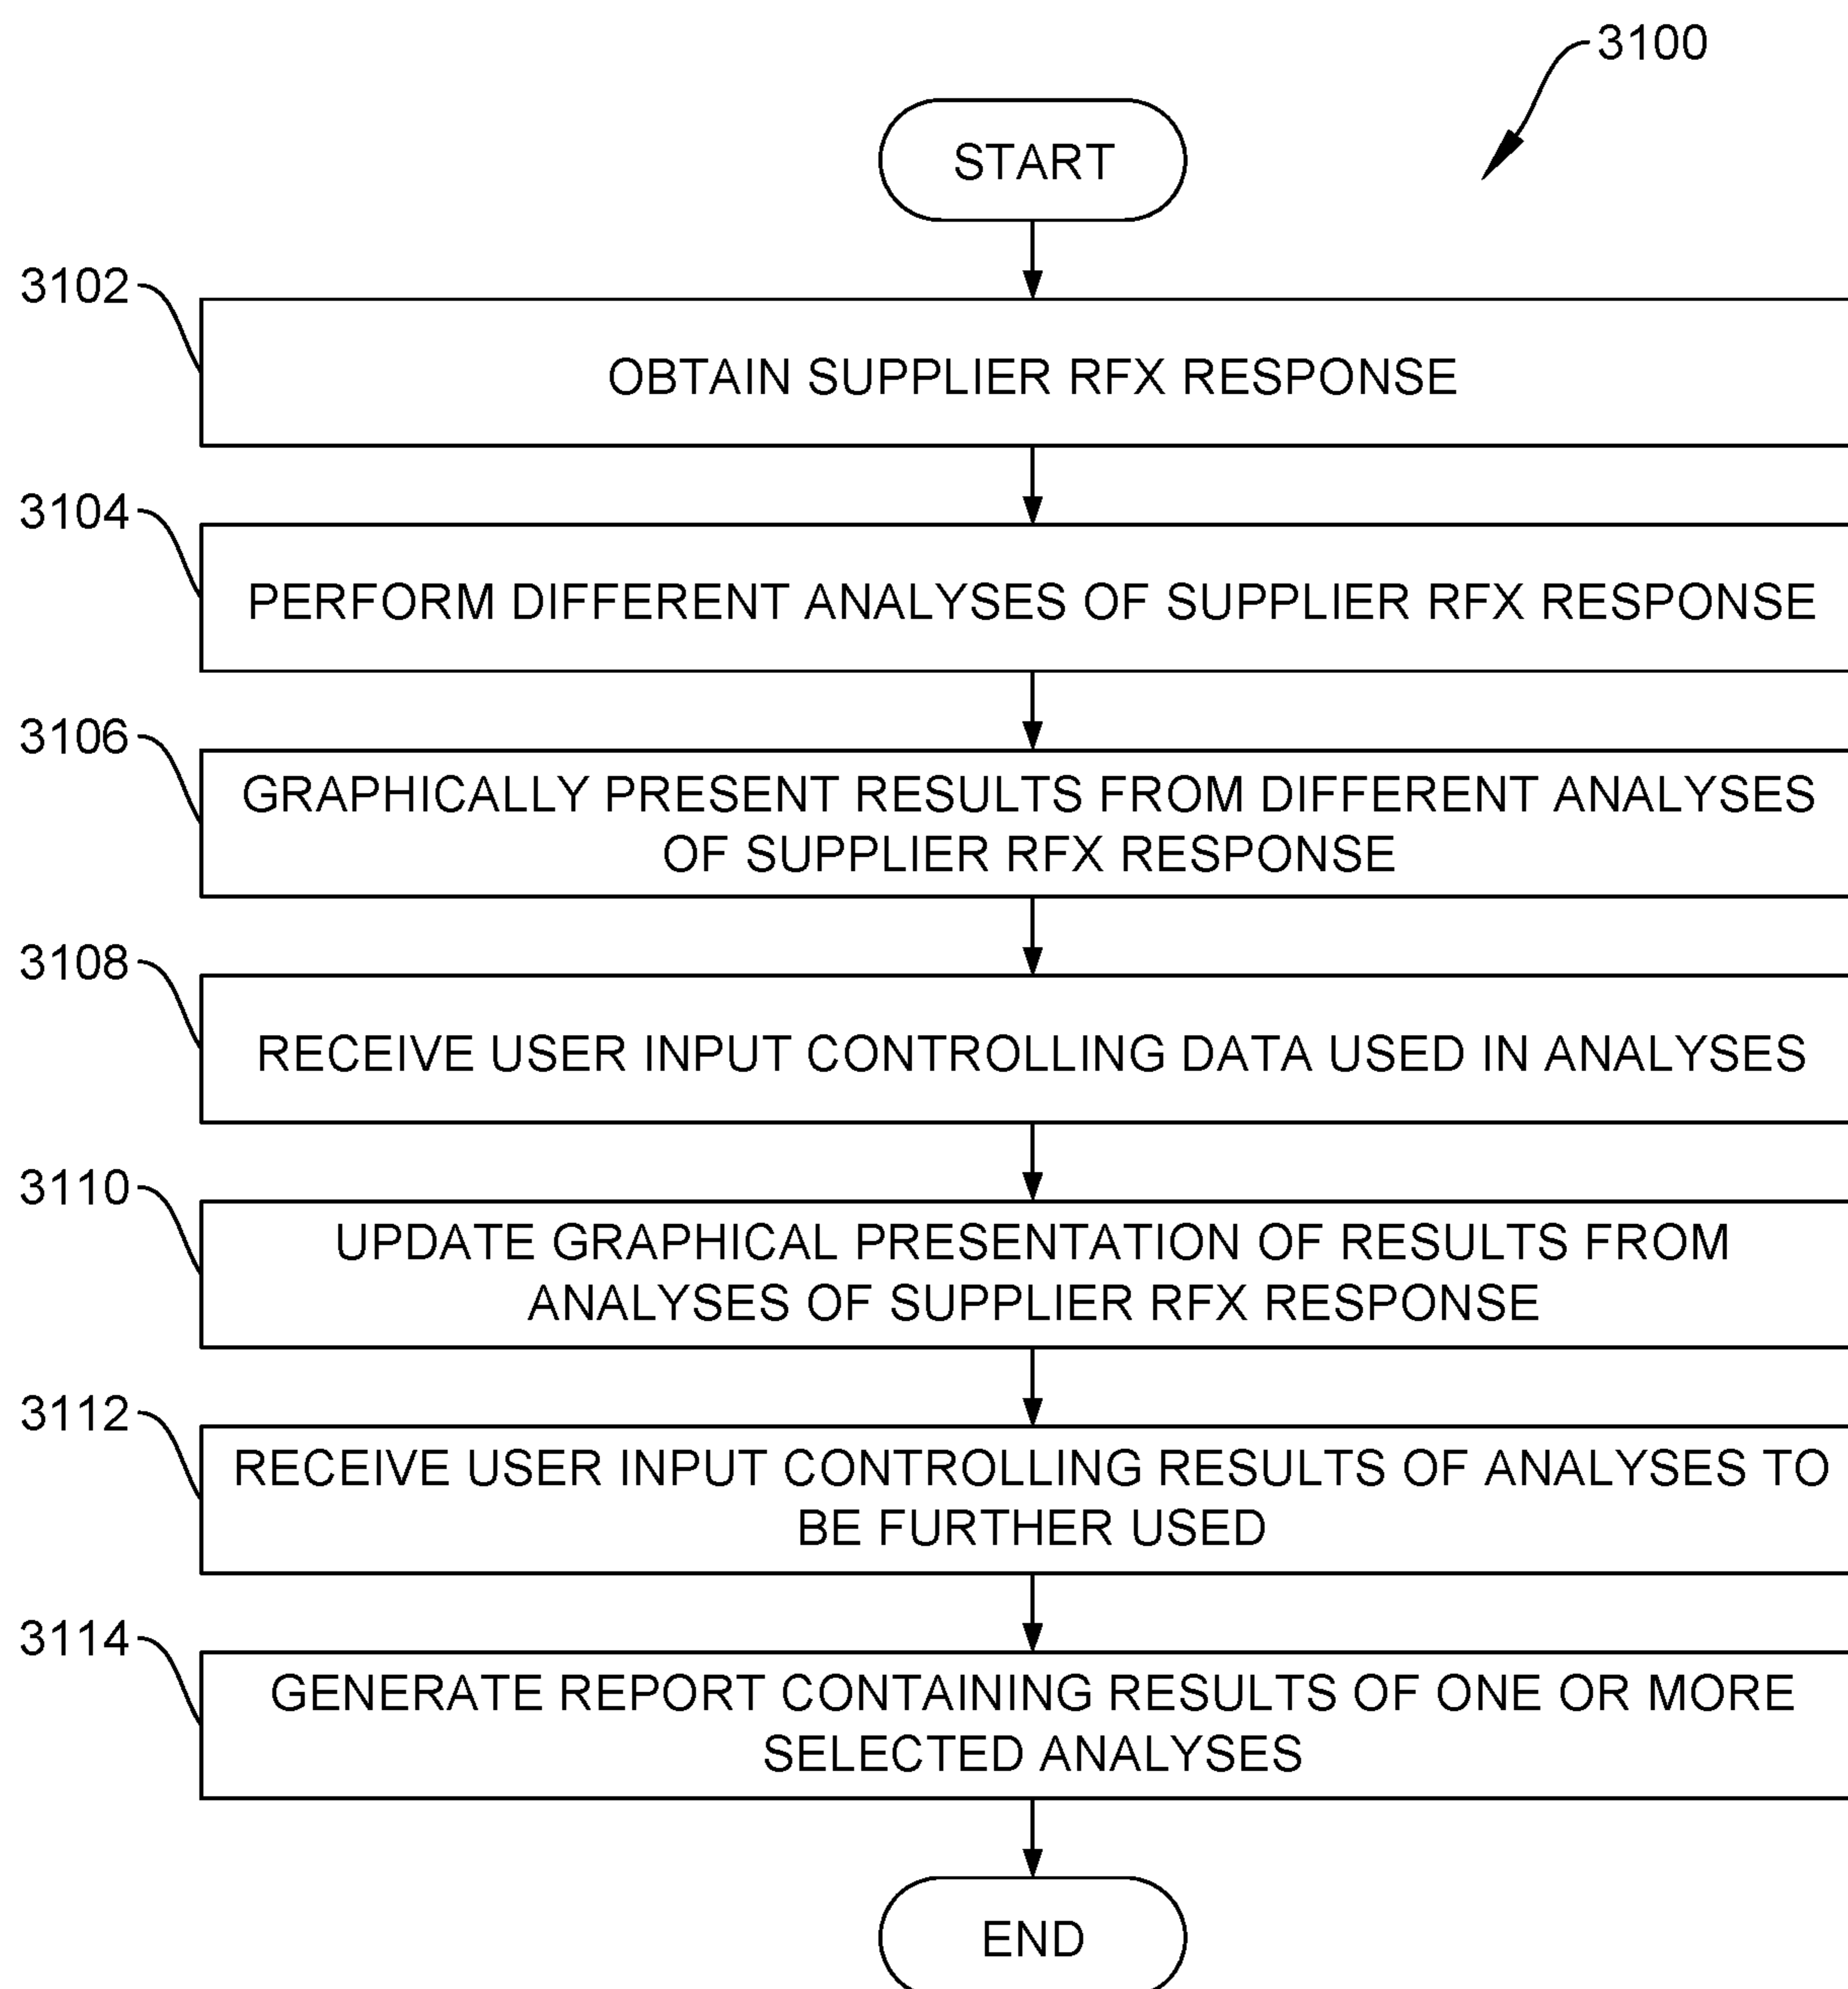 3100
START
3102
OBTAIN SUPPLIER RFX RESPONSE
3104
PERFORM DIFFERENT ANALYSES OF SUPPLIER RFX RESPONSE
3106
GRAPHICALLY PRESENT RESULTS FROM DIFFERENT ANALYSES
OF SUPPLIER RFX RESPONSE
3108
RECEIVE USER INPUT CONTROLLING DATA USED IN ANALYSES
3110
UPDATE GRAPHICAL PRESENTATION OF RESULTS FROM
ANALYSES OF SUPPLIER RFX RESPONSE
3112
RECEIVE USER INPUT CONTROLLING RESULTS OF ANALYSES TO
BE FURTHER USED
3114
GENERATE REPORT CONTAINING RESULTS OF ONE OR MORE
SELECTED ANALYSES
END